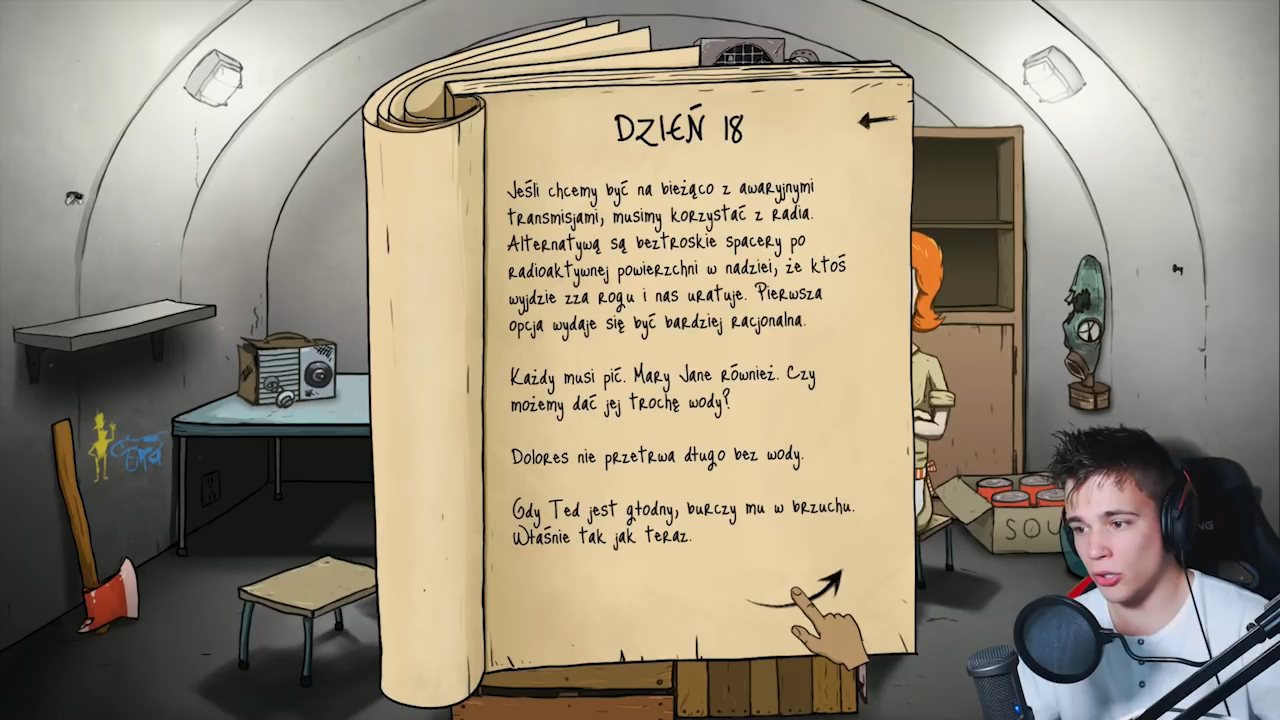 DZIEŃ 18
Jeśli chcemy być na bieżąco z awaryjnymi
transmisjami, musimy korzystać z radia.
Alternatywą są beztroskie spacery po
radioaktywnej powierzchni w nadziei, że ktoś
wyjdzie zza rogu i nas uratuje. Pierwsza
opcja wydaje się być bardziej racjonalna.
Każdy musi pić. Mary Jane również. Czy
możemy dać jej trochę wody?
Dolores nie przetrwa długo bez wody.
Gdy Ted jest głodny, burczy mu w brzuchu.
Właśnie tak jak teraz.
SOU